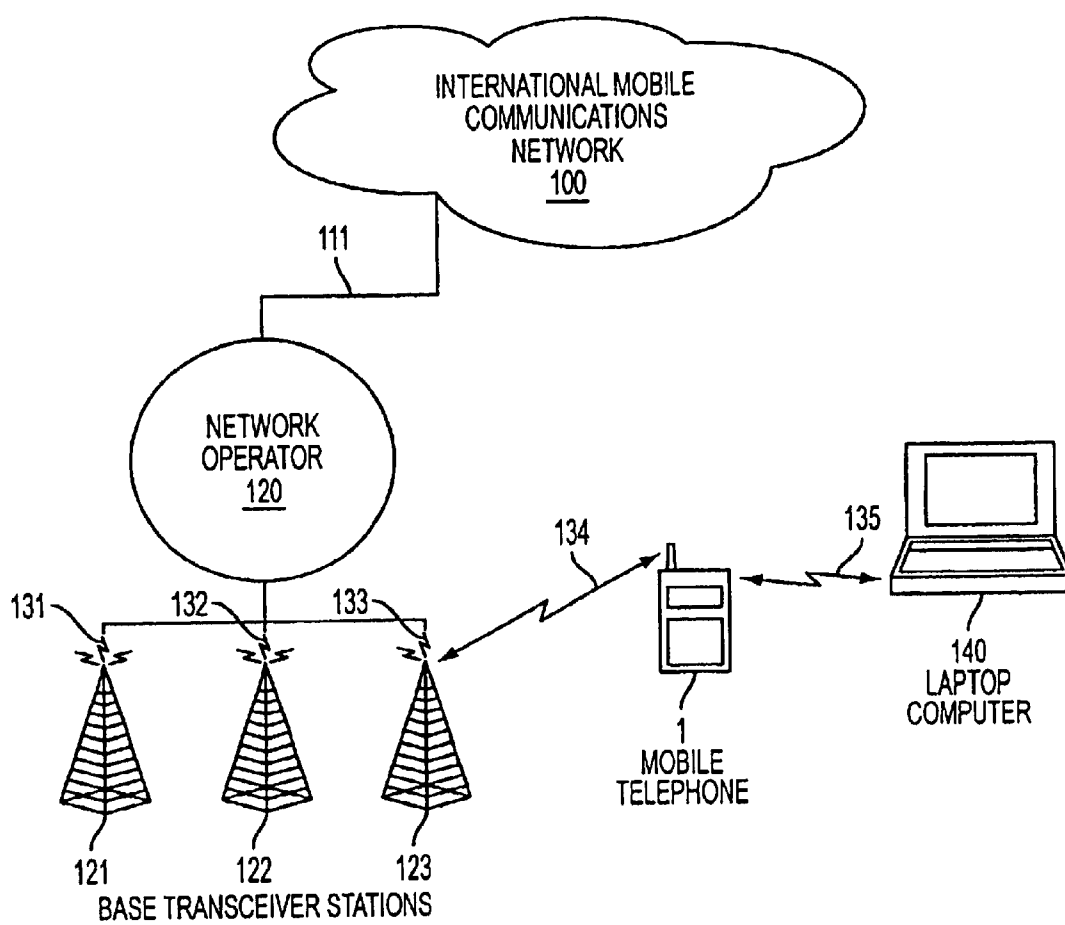 INTERNATIONAL MOBILE
COMMUNICATIONS
NETWORK
100
111
NETWORK
OPERATOR
120
134
135
131
132
133
140
LAPTOP
COMPUTER
1
MOBILE
TELEPHONE
121
122
123
BASE TRANSCEIVER STATIONS